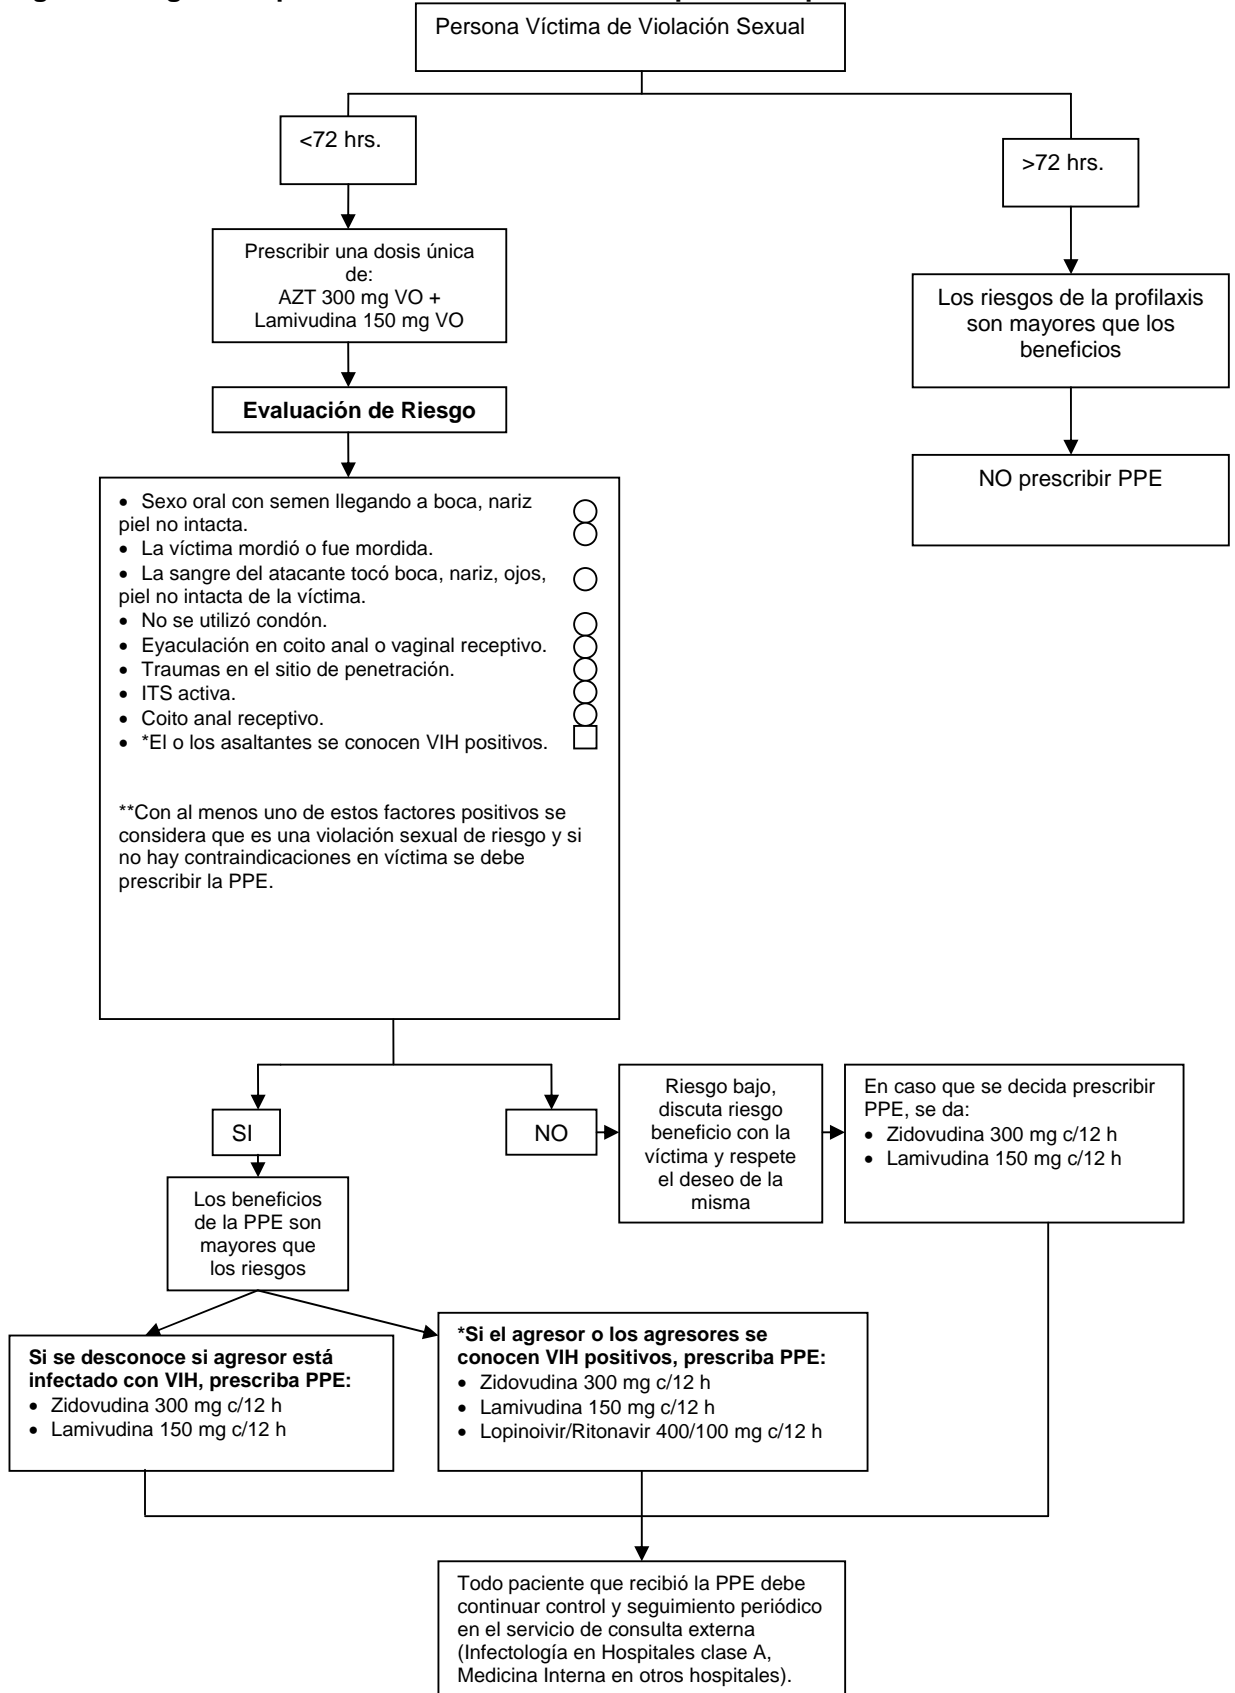 Persona Víctima de Violación Sexual
<72 hrs.
>72 hrs.
Prescribir una dosis única
de:
AZT 300 mg VO +
Lamivudina 150 mg VO
Los riesgos de la profilaxis
son mayores que los
beneficios
Evaluación de Riesgo
NO prescribir PPE
• Sexo oral con semen llegando a boca, nariz
piel no intacta.
• La víctima mordió o fue mordida.
• La sangre del atacante tocó boca, nariz, ojos,
piel no intacta de la víctima.
• No se utilizó condón.
• Eyaculación en coito anal o vaginal receptivo.
• Traumas en el sitio de penetración.
• ITS activa.
• Coito anal receptivo.
• *El o los asaltantes se conocen VIH positivos.
**Con al menos uno de estos factores positivos se
considera que es una violación sexual de riesgo y si
no hay contraindicaciones en víctima se debe
prescribir la PPE.
SI
NO
Riesgo bajo,
discuta riesgo
beneficio con la
víctima y respete
el deseo de la
misma
En caso que se decida prescribir
PPE, se da:
• Zidovudina 300 mg c/12 h
• Lamivudina 150 mg c/12 h
Los beneficios
de la PPE son
mayores que
los riesgos
Si se desconoce si agresor está
infectado con VIH, prescriba PPE:
• Zidovudina 300 mg c/12 h
• Lamivudina 150 mg c/12 h
*Si el agresor o los agresores se
conocen VIH positivos, prescriba PPE:
• Zidovudina 300 mg c/12 h
• Lamivudina 150 mg c/12 h
• Lopinoivir/Ritonavir 400/100 mg c/12 h
Todo paciente que recibió la PPE debe
continuar control y seguimiento periódico
en el servicio de consulta externa
(Infectología en Hospitales clase A,
Medicina Interna en otros hospitales).